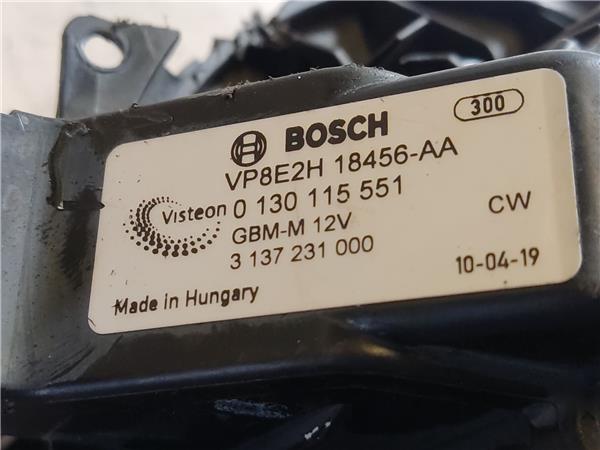 300
BOSCH
VP8E2H 18456-AA
Visteon 0 130 115 551
GBM-M 12V CW
3 137 231 000 10-04-19
Made in Hungary